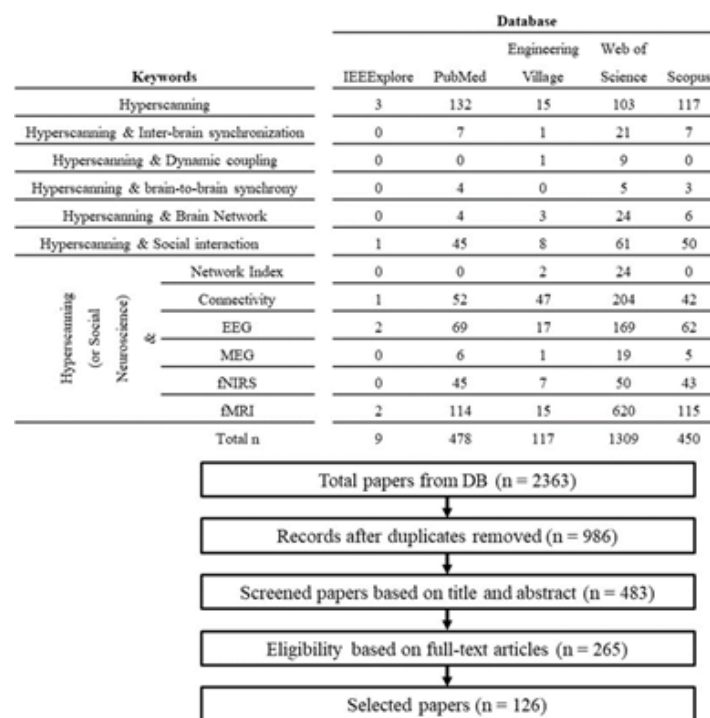 Database
Keywords IEEExplore PubMed Engineering Village Web of Science Scopus
Hyperscanning 3 132 15 103 117
Hyperscanning & Inter-brain synchronization 0 7 1 21 7
Hyperscanning & Dynamic coupling 0 0 1 9 0
Hyperscanning & brain-to-brain synchrony 0 4 0 5 3
Hyperscanning & Brain Network 0 4 3 24 6
Hyperscanning & Social interaction 1 45 8 61 50
Hyperscanning (or Social Neuroscience) &
Network Index 0 0 2 24 0
Connectivity 1 52 47 204 42
EEG 2 69 17 169 62
MEG 0 6 1 19 5
fNIRS 0 45 7 50 43
fMRI 2 114 15 620 115
Total n 9 478 117 1309 450
Total papers from DB (n = 2363)
Records after duplicates removed (n = 986)
Screened papers based on title and abstract (n = 483)
Eligibility based on full-text articles (n = 265)
Selected papers (n = 126)